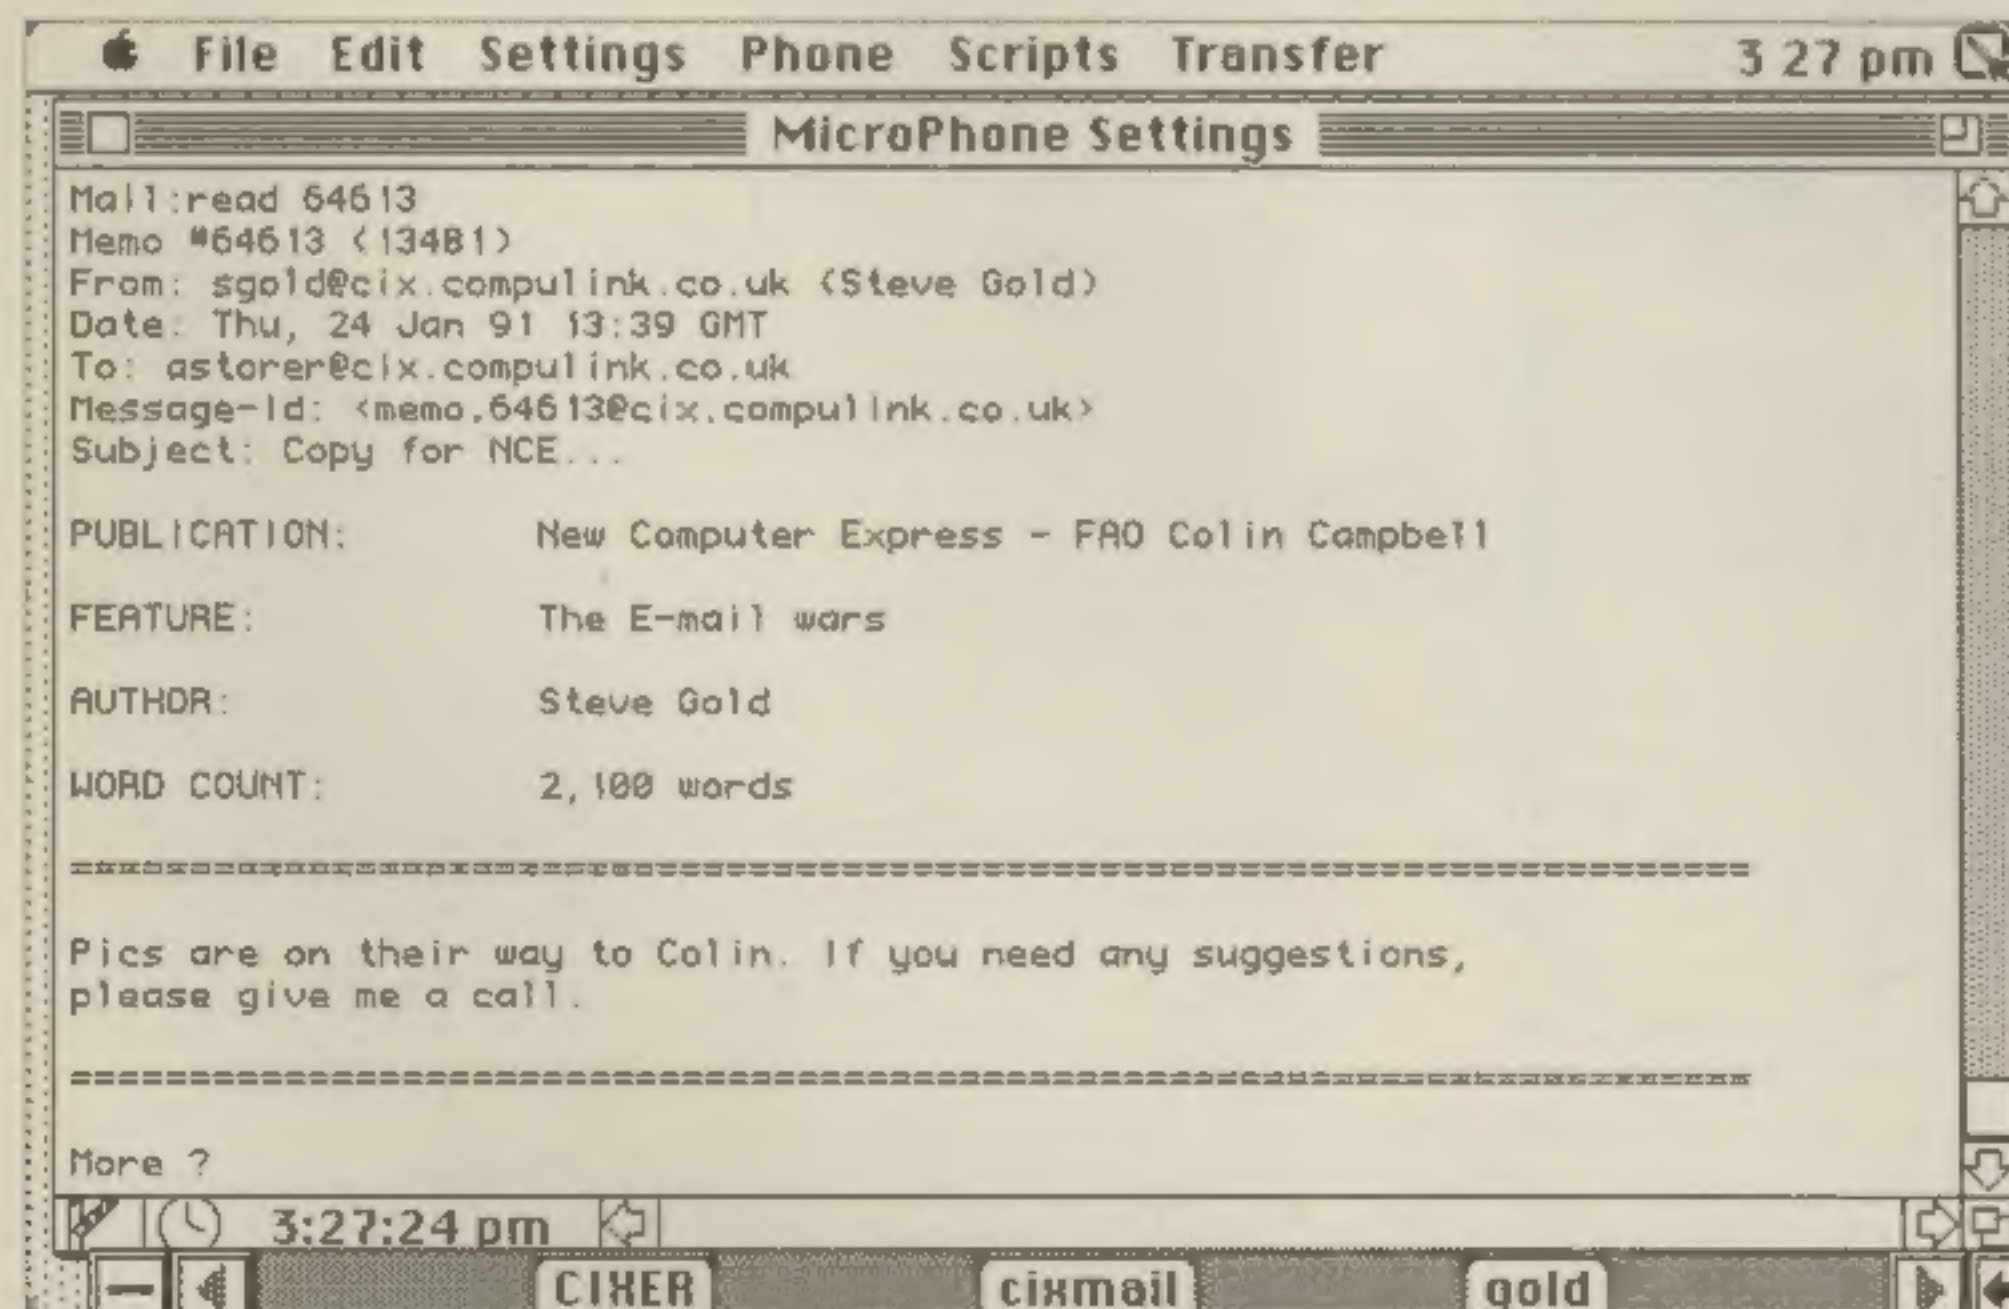 File Edit Settings Phone Scripts Transfer 3 27 pm
MicroPhone Settings
Mail:read 64613
Memo #64613 (13481)
From: sgold@cix.compulink.co.uk (Steve Gold)
Date: Thu, 24 Jan 91 13:39 GMT
To: astorer@cix.compulink.co.uk
Message-Id: <memo.64613@cix.compulink.co.uk>
Subject: Copy for NCE...
PUBLICATION: New Computer Express - FAO Colin Campbell
FEATURE: The E-mail wars
AUTHOR: Steve Gold
WORD COUNT: 2,100 words
Pics are on their way to Colin. If you need any suggestions,
please give me a call.
More ?
3:27:24 pm
CIXER cixmail gold